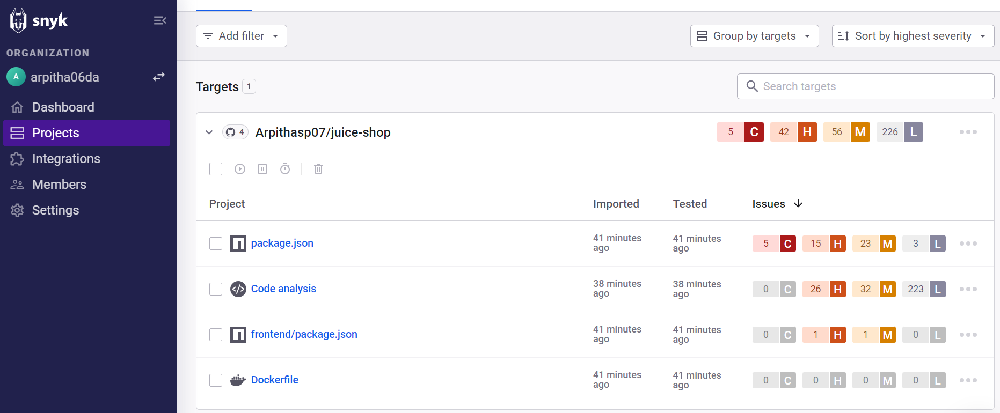 snyk
ORGANIZATION
A arpitha06da
Dashboard
Projects
Integrations
Members
Settings
Add filter
Group by targets
Sort by highest severity
Targets 1
Search targets
4 Arpithasp07/juice-shop 5 C 42 H 56 M 226 L
Project Imported Tested Issues
package.json 41 minutes ago 41 minutes ago 5 C 15 H 23 M 3 L
Code analysis 38 minutes ago 38 minutes ago 0 C 26 H 32 M 223 L
frontend/package.json 41 minutes ago 41 minutes ago 0 C 1 H 1 M 0 L
Dockerfile 41 minutes ago 41 minutes ago 0 C 0 H 0 M 0 L